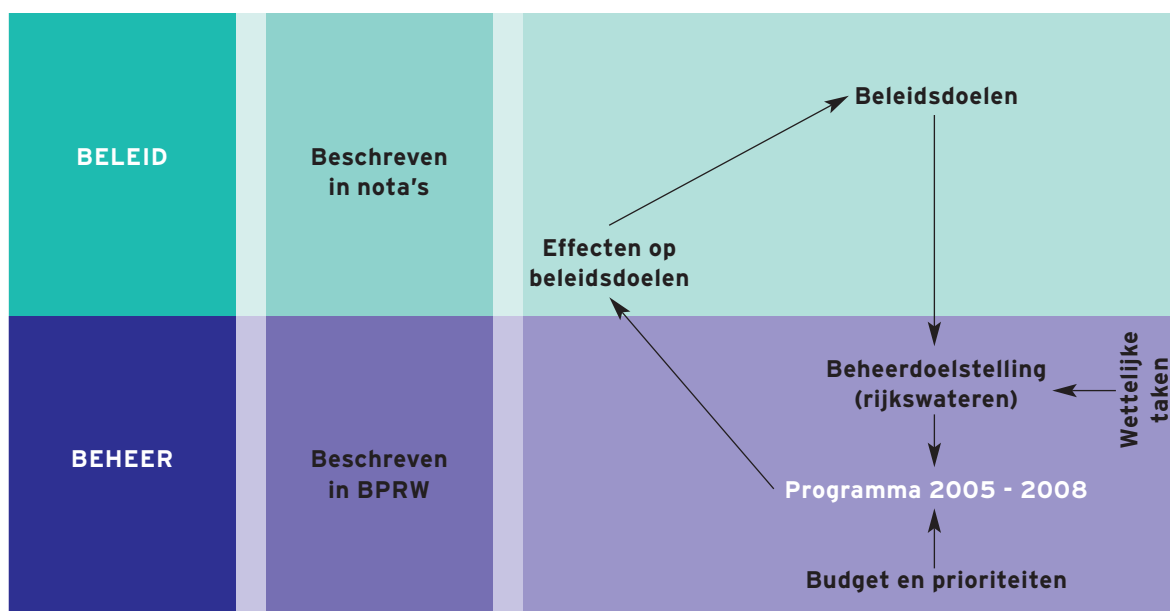 BELEID
Beschreven
in nota's
Beleidsdoelen
Effecten op
beleidsdoelen
BEHEER
Beschreven
in BPRW
Beheerdoelstelling
(rijkswateren)
Wettelijke
taken
Programma 2005 - 2008
Budget en prioriteiten